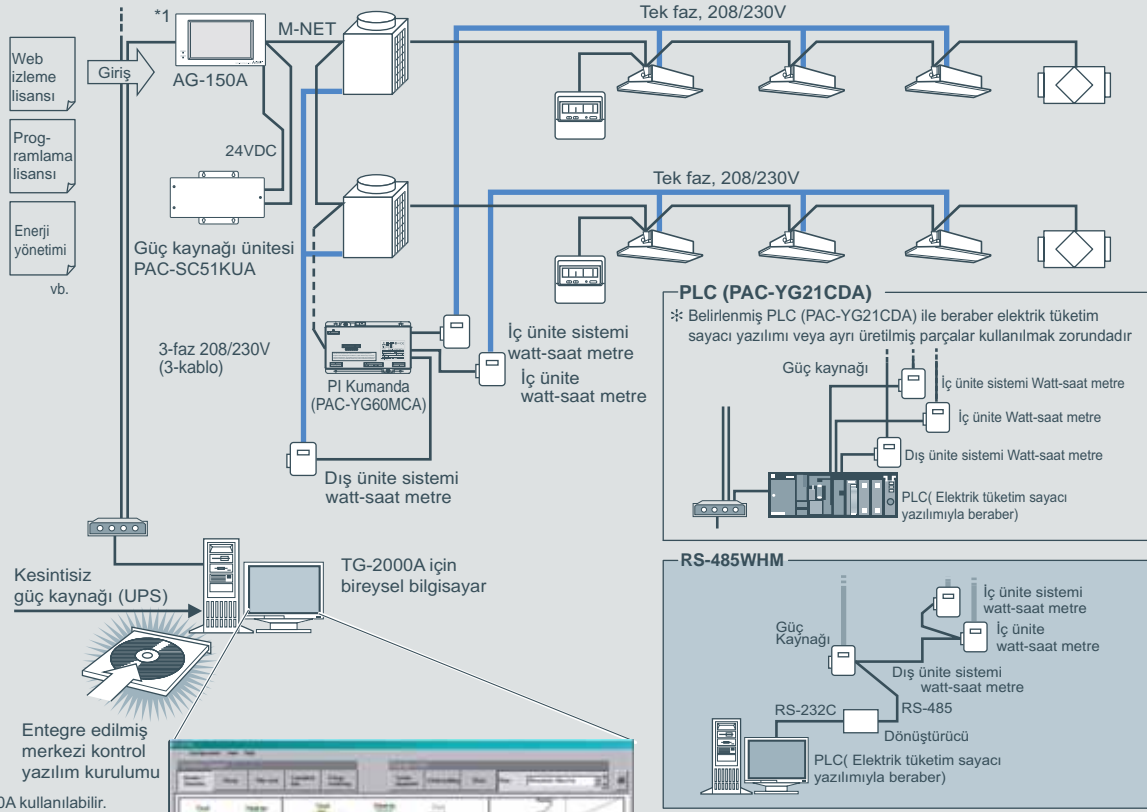 *1
Tek faz, 208/230V
M-NET
Web
izleme
lisansı
Giriş
AG-150A
Prog-
ramlama
lisansı
24VDC
Tek faz, 208/230V
Enerji
yönetimi
Güç kaynağı ünitesi
PAC-SC51KUA
vb.
3-faz 208/230V
(3-kablo)
PI Kumanda
(PAC-YG60MCA)
İç ünite sistemi
watt-saat metre
İç ünite
watt-saat metre
Dış ünite sistemi
watt-saat metre
PLC (PAC-YG21CDA)
* Belirlenmiş PLC (PAC-YG21CDA) ile beraber elektrik tüketim
sayacı yazılımı veya ayrı üretilmiş parçalar kullanılmak zorundadır
Güç kaynağı
İç ünite sistemi Watt-saat metre
İç ünite Watt-saat metre
Dış ünite sistemi Watt-saat metre
PLC( Elektrik tüketim sayacı
yazılımıyla beraber)
Kesintisiz
güç kaynağı (UPS)
TG-2000A için
bireysel bilgisayar
Entegre edilmiş
merkezi kontrol
yazılım kurulumu
0A kullanılabilir.
RS-485WHM
İç ünite sistemi
watt-saat metre
Güç
Kaynağı
İç ünite
watt-saat metre
Dış ünite sistemi
watt-saat metre
RS-232C
RS-485
Dönüştürücü
PLC( Elektrik tüketim sayacı
yazılımıyla beraber)